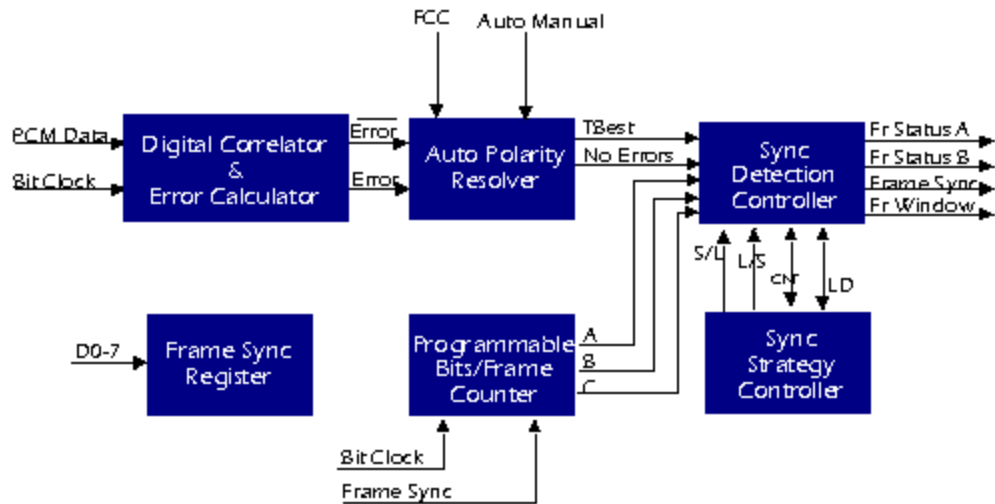 FCC
Auto Manual
PCM Data
Bit Clock
Digital Correlator
&
Error Calculator
Error
Error
Auto Polarity
Resolver
TBest
No Errors
Sync
Detection
Controller
Fr Status A
Fr Status B
Frame Sync
Fr Window
S/L
L/S
CNT
LD
D0-7
Frame Sync
Register
Programmable
Bits/Frame
Counter
A
B
C
Sync
Strategy
Controller
Bit Clock
Frame Sync